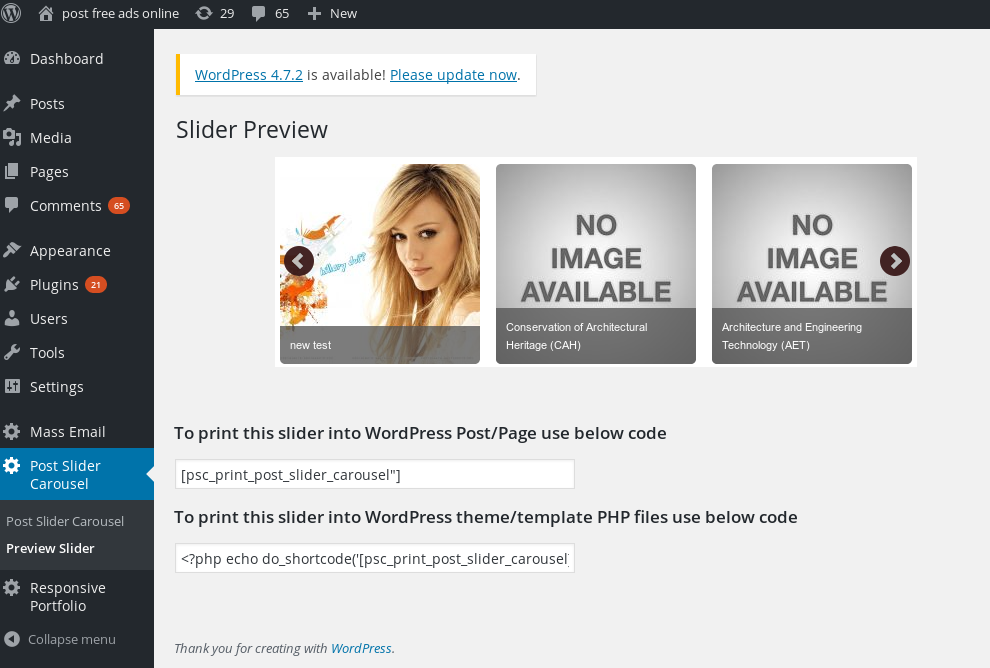 post free ads online 29 65 New
Dashboard
Posts
Media
Pages
Comments 65
Appearance
Plugins 21
Users
Tools
Settings
Mass Email
Post Slider
Carousel
Post Slider Carousel
Preview Slider
Responsive
Portfolio
Collapse menu
WordPress 4.7.2 is available! Please update now.
Slider Preview
hillary duff
new test
NO
IMAGE
AVAILABLE
Conservation of Architectural
Heritage (CAH)
NO
IMAGE
AVAILABLE
Architecture and Engineering
Technology (AET)
To print this slider into WordPress Post/Page use below code
[psc_print_post_slider_carousel"]
To print this slider into WordPress theme/template PHP files use below code
<?php echo do_shortcode('[psc_print_post_slider_carousel]
Thank you for creating with WordPress.